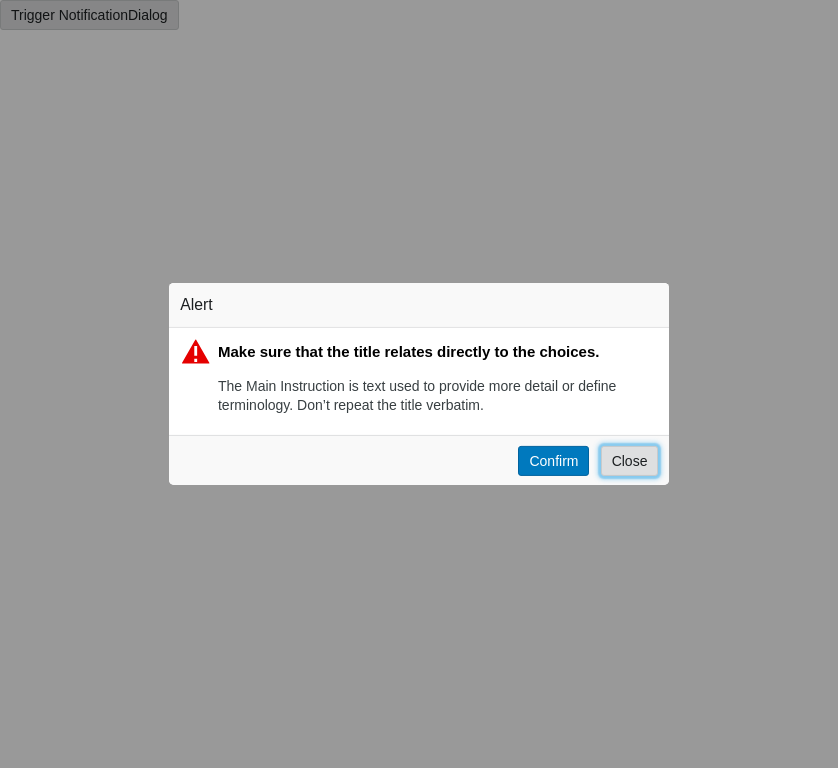 Trigger NotificationDialog
Alert
Make sure that the title relates directly to the choices.
The Main Instruction is text used to provide more detail or define
terminology. Don’t repeat the title verbatim.
Confirm Close